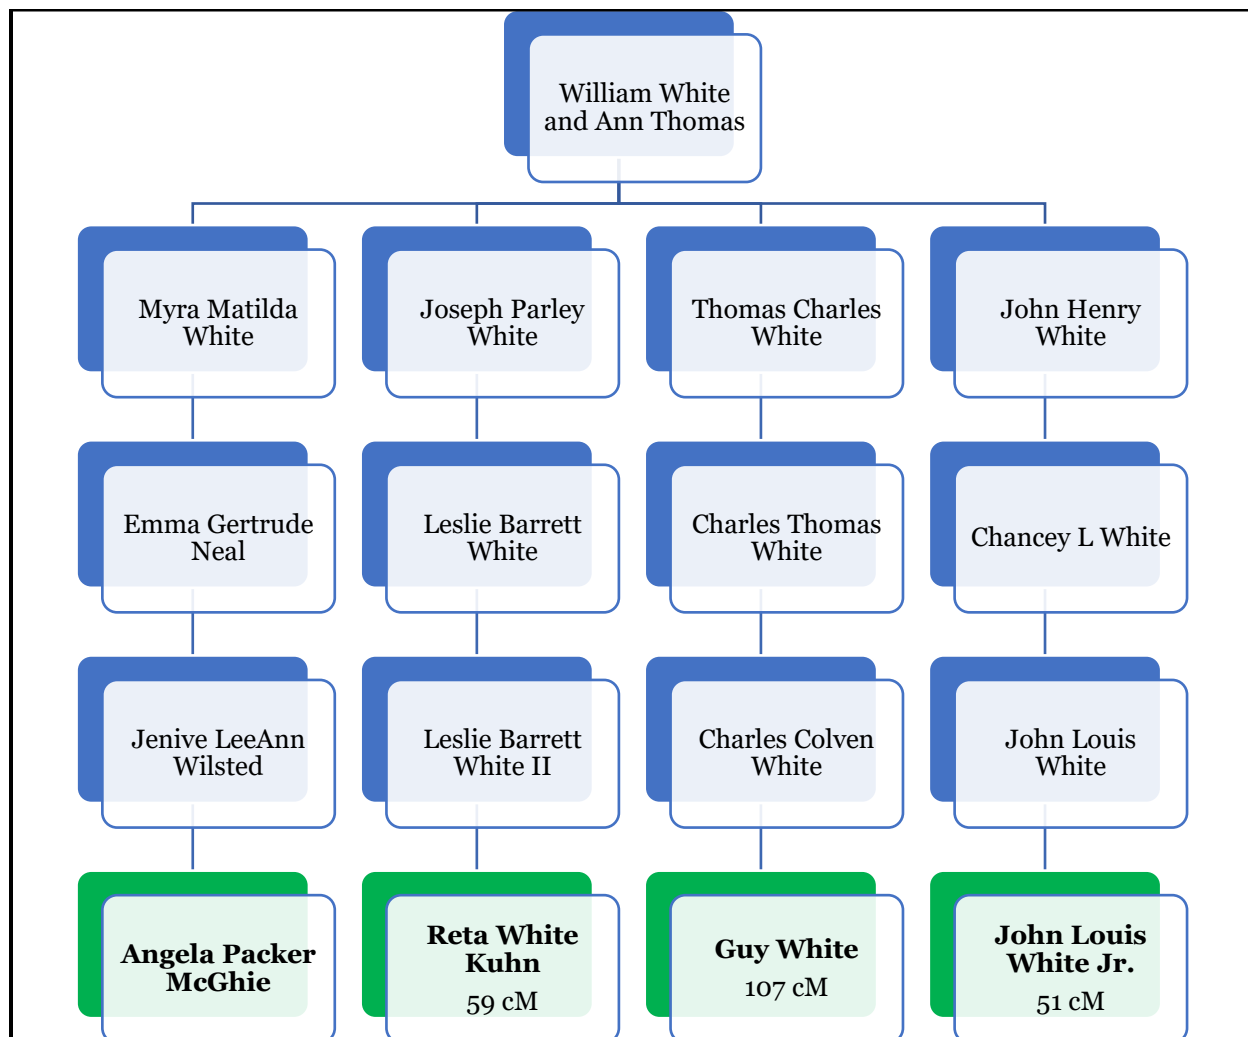 William White
and Ann Thomas
Myra Matilda
White
Joseph Parley
White
Thomas Charles
White
John Henry
White
Emma Gertrude
Neal
Leslie Barrett
White
Charles Thomas
White
Chancey L White
Jenive LeeAnn
Wilsted
Leslie Barrett
White II
Charles Colven
White
John Louis
White
Angela Packer
McGhie
Reta White
Kuhn
59 cM
Guy White
107 cM
John Louis
White Jr.
51 cM